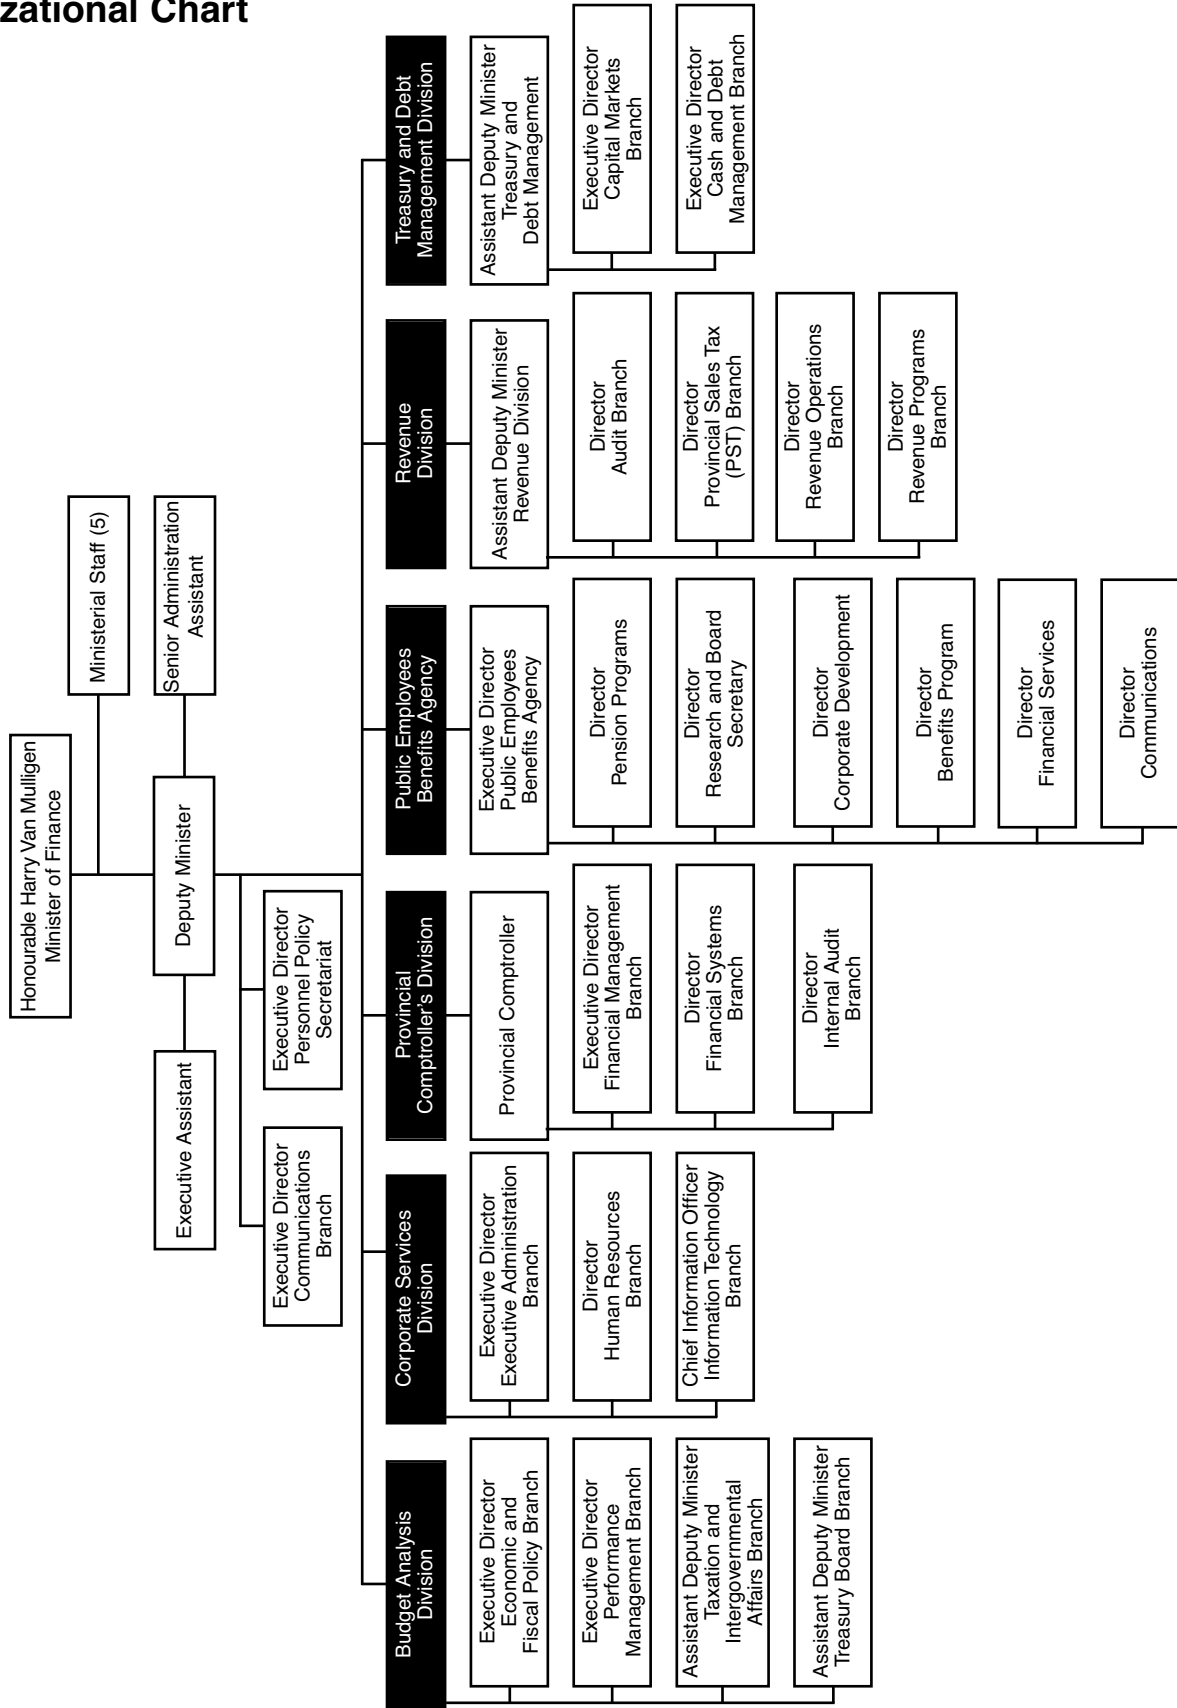 zational Chart
Honourable Harry Van Mulligen
Minister of Finance
Ministerial Staff (5)
Executive Assistant
Deputy Minister
Senior Administration
Assistant
Executive Director
Communications
Branch
Executive Director
Personnel Policy
Secretariat
Budget Analysis
Division
Executive Director
Economic and
Fiscal Policy Branch
Executive Director
Performance
Management Branch
Assistant Deputy Minister
Taxation and
Intergovernmental
Affairs Branch
Assistant Deputy Minister
Treasury Board Branch
Corporate Services
Division
Executive Director
Executive Administration
Branch
Director
Human Resources
Branch
Chief Information Officer
Information Technology
Branch
Provincial
Comptroller's Division
Provincial Comptroller
Executive Director
Financial Management
Branch
Director
Financial Systems
Branch
Director
Internal Audit
Branch
Public Employees
Benefits Agency
Executive Director
Public Employees
Benefits Agency
Director
Pension Programs
Director
Research and Board
Secretary
Director
Corporate Development
Director
Benefits Program
Director
Financial Services
Director
Communications
Revenue
Division
Assistant Deputy Minister
Revenue Division
Director
Audit Branch
Director
Provincial Sales Tax
(PST) Branch
Director
Revenue Operations
Branch
Director
Revenue Programs
Branch
Treasury and Debt
Management Division
Assistant Deputy Minister
Treasury and
Debt Management
Executive Director
Capital Markets
Branch
Executive Director
Cash and Debt
Management Branch